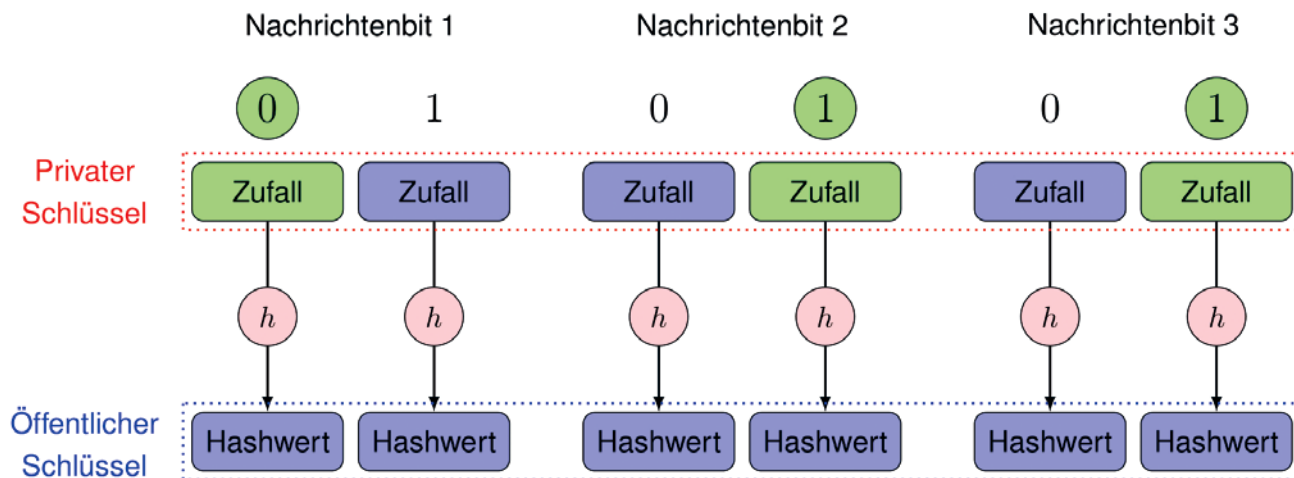 Nachrichtenbit 1 Nachrichtenbit 2 Nachrichtenbit 3
0 1 0 1 0 1
Privater
Schlüssel
Zufall Zufall Zufall Zufall Zufall Zufall
h h h h h h
Öffentlicher
Schlüssel
Hashwert Hashwert Hashwert Hashwert Hashwert Hashwert